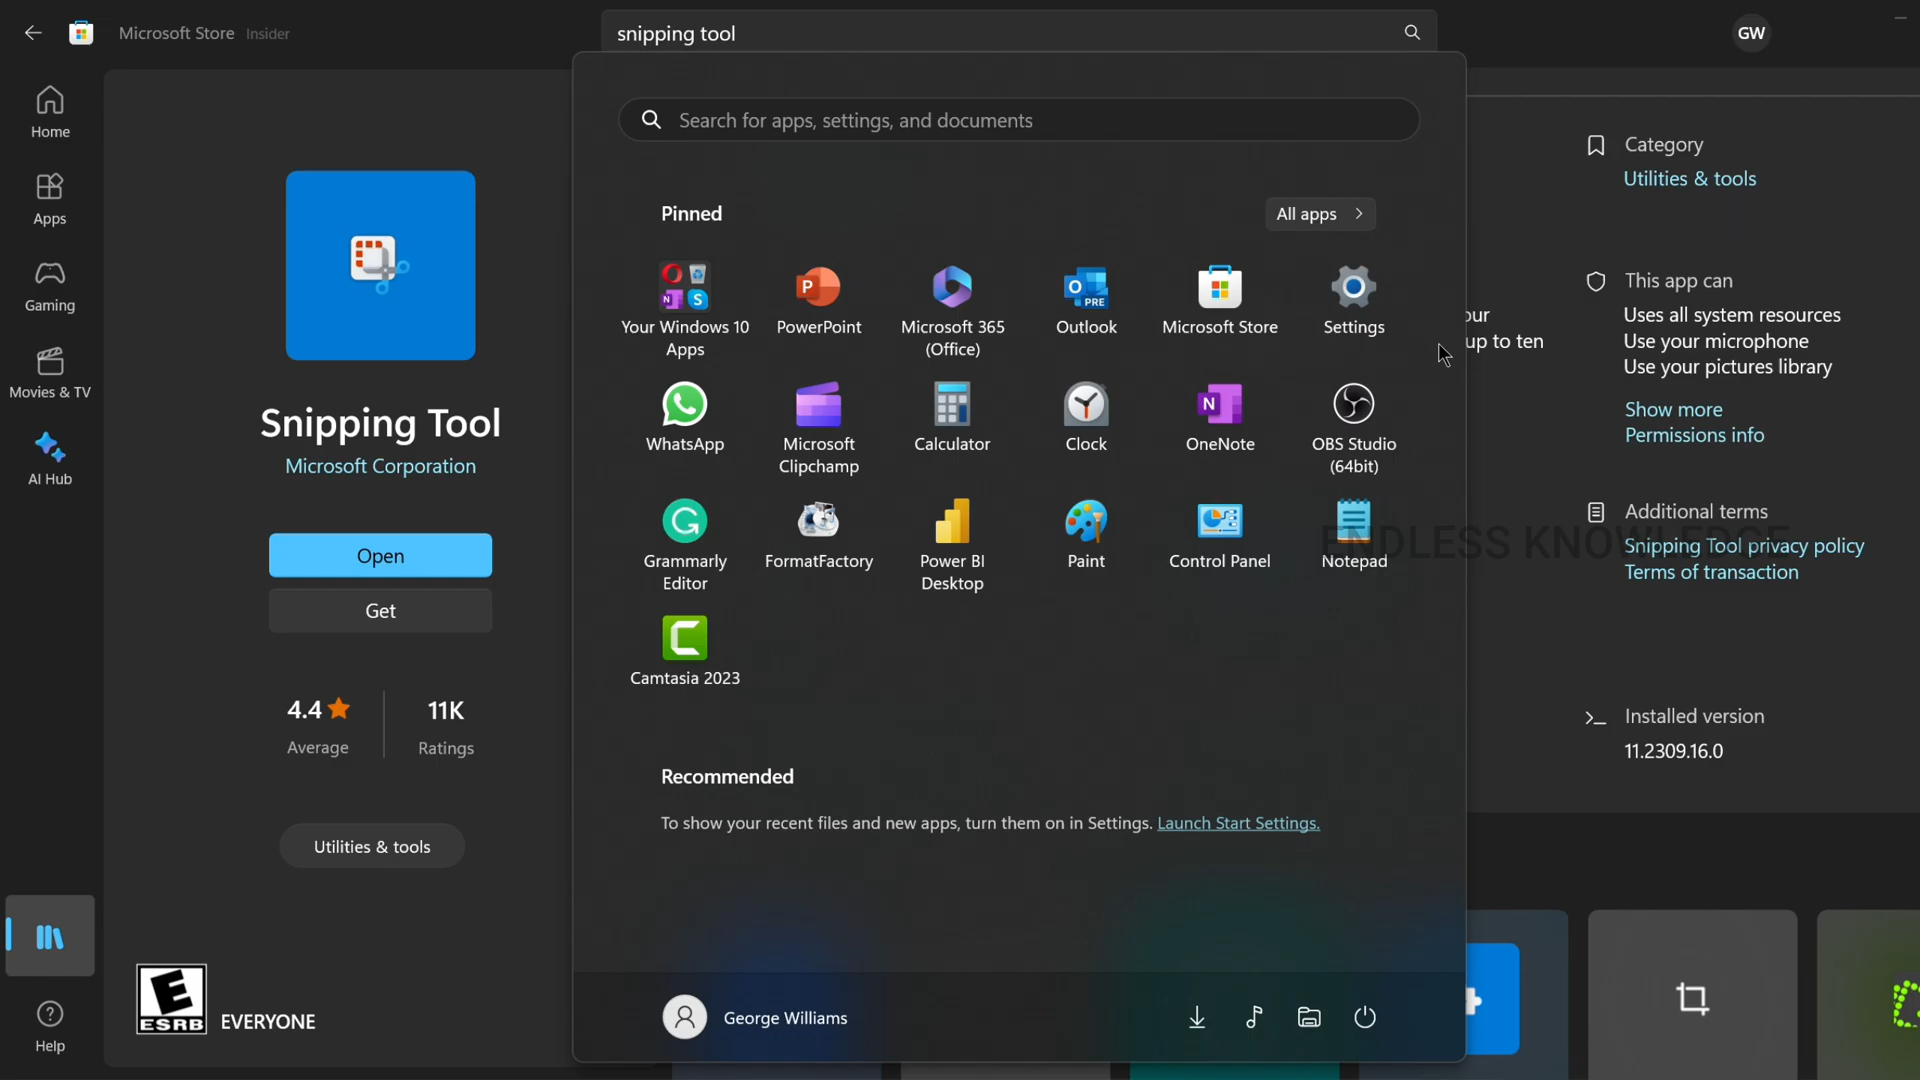 Microsoft Store Insider
snipping tool
GW
Home
Apps
Gaming
Movies & TV
AI Hub
Help
Snipping Tool
Microsoft Corporation
Open
Get
4.4
Average
11K
Ratings
Utilities & tools
E
ESRB
EVERYONE
Search for apps, settings, and documents
Pinned
All apps
Your Windows 10
Apps
PowerPoint
Microsoft 365
(Office)
Outlook
Microsoft Store
Settings
WhatsApp
Microsoft
Clipchamp
Calculator
Clock
OneNote
OBS Studio
(64bit)
Grammarly
Editor
FormatFactory
Power BI
Desktop
Paint
Control Panel
Notepad
Camtasia 2023
Recommended
To show your recent files and new apps, turn them on in Settings. Launch Start Settings.
George Williams
up to ten
Category
Utilities & tools
This app can
Uses all system resources
Use your microphone
Use your pictures library
Show more
Permissions info
Additional terms
ENDLESS KNOWLEDGE
Snipping Tool privacy policy
Terms of transaction
Installed version
11.2309.16.0